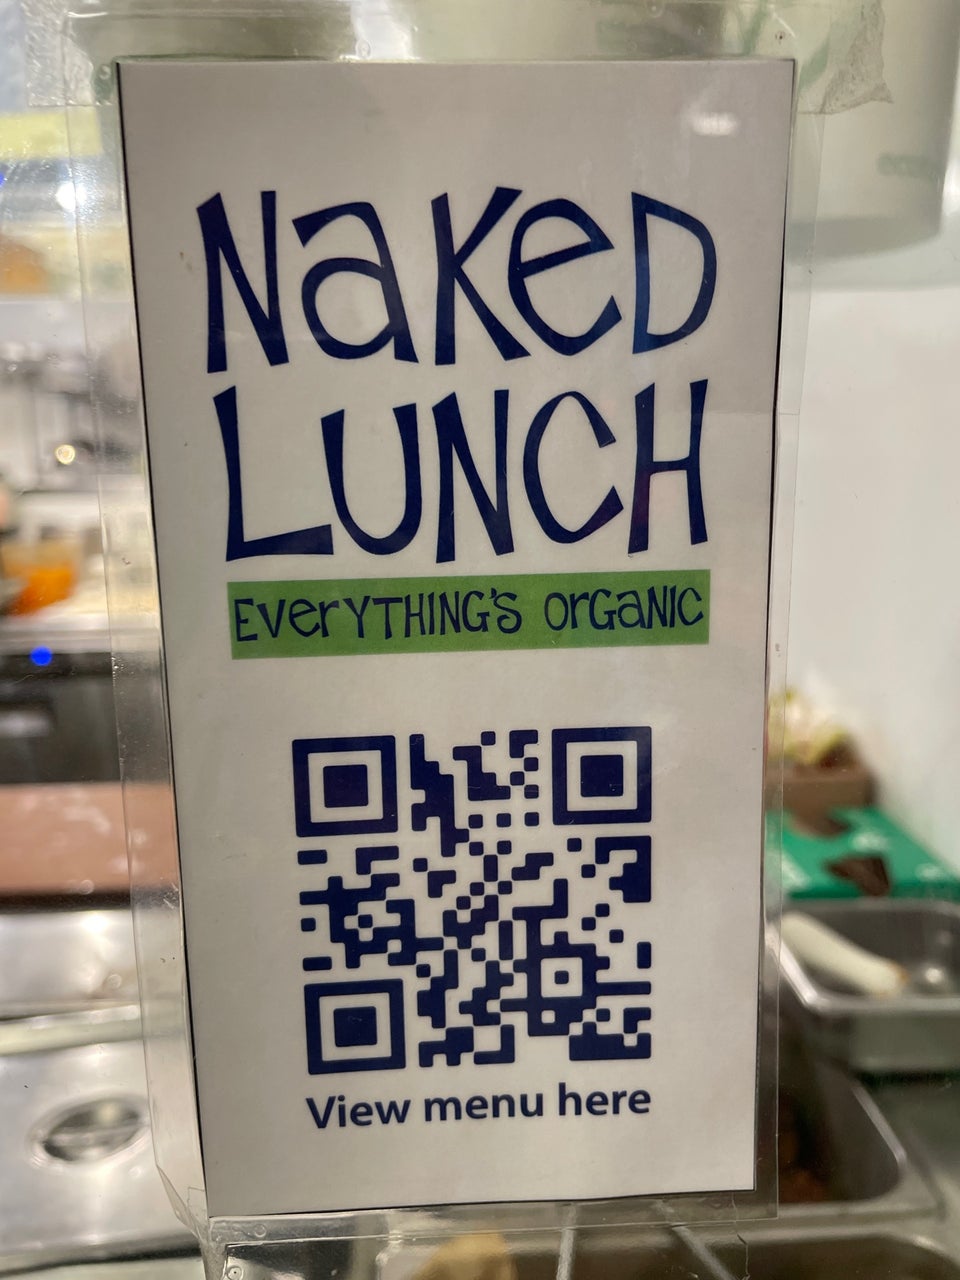 Naked
LUNCH
EverYTHING'S OrGaNIC
View menu here